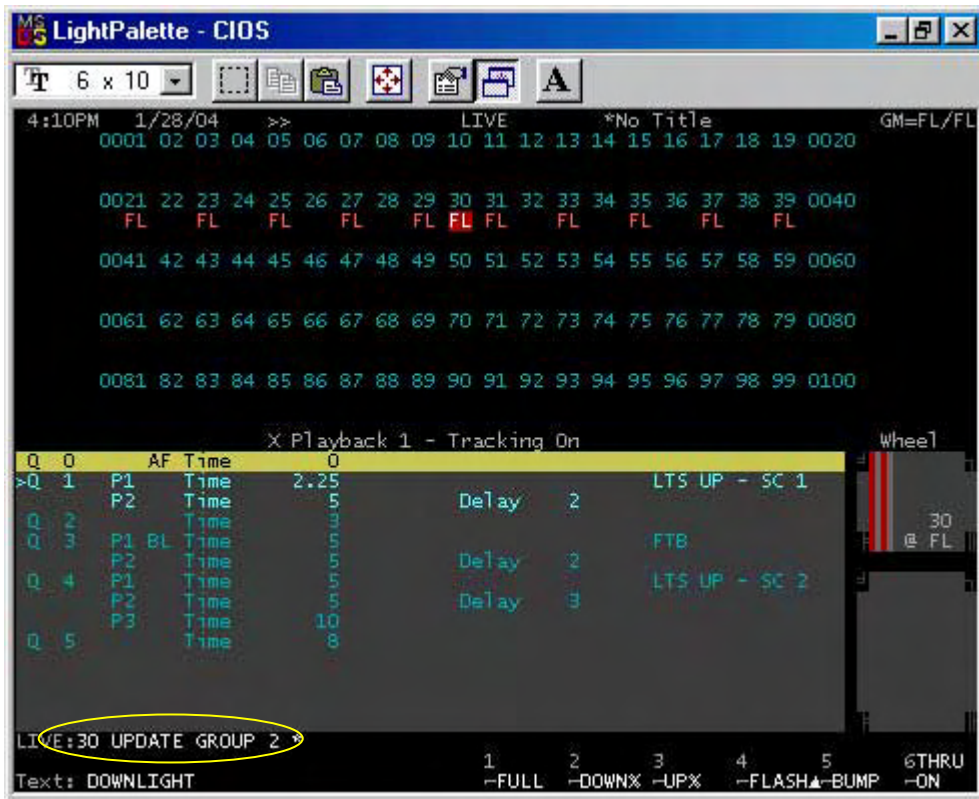 LightPalette - CIOS
6 x 10
A
4:10PM 1/28/04 >> LIVE *No Title GM=FL/FL
0001 02 03 04 05 06 07 08 09 10 11 12 13 14 15 16 17 18 19 0020
0021 22 23 24 25 26 27 28 29 30 31 32 33 34 35 36 37 38 39 0040
FL FL FL FL FL FL FL FL FL FL FL
0041 42 43 44 45 46 47 48 49 50 51 52 53 54 55 56 57 58 59 0060
0061 62 63 64 65 66 67 68 69 70 71 72 73 74 75 76 77 78 79 0080
0081 82 83 84 85 86 87 88 89 90 91 92 93 94 95 96 97 98 99 0100
X Playback 1 - Tracking On Wheel
Q 0 AF Time 0
>Q 1 P1 Time 2.25 LTS UP - SC 1
P2 Time 5 Delay 2
Q 2 Time 3
30
Q 3 P1 BL Time 5 FTB
@ FL
P2 Time 5 Delay 2
Q 4 P1 Time 5 LTS UP - SC 2
P2 Time 5 Delay 3
P3 Time 10
Q 5 Time 8
LIVE:30 UPDATE GROUP 2 *
1 2 3 4 5 6THRU
Text: DOWNLIGHT FULL DOWN% UP% FLASH▲ BUMP ON